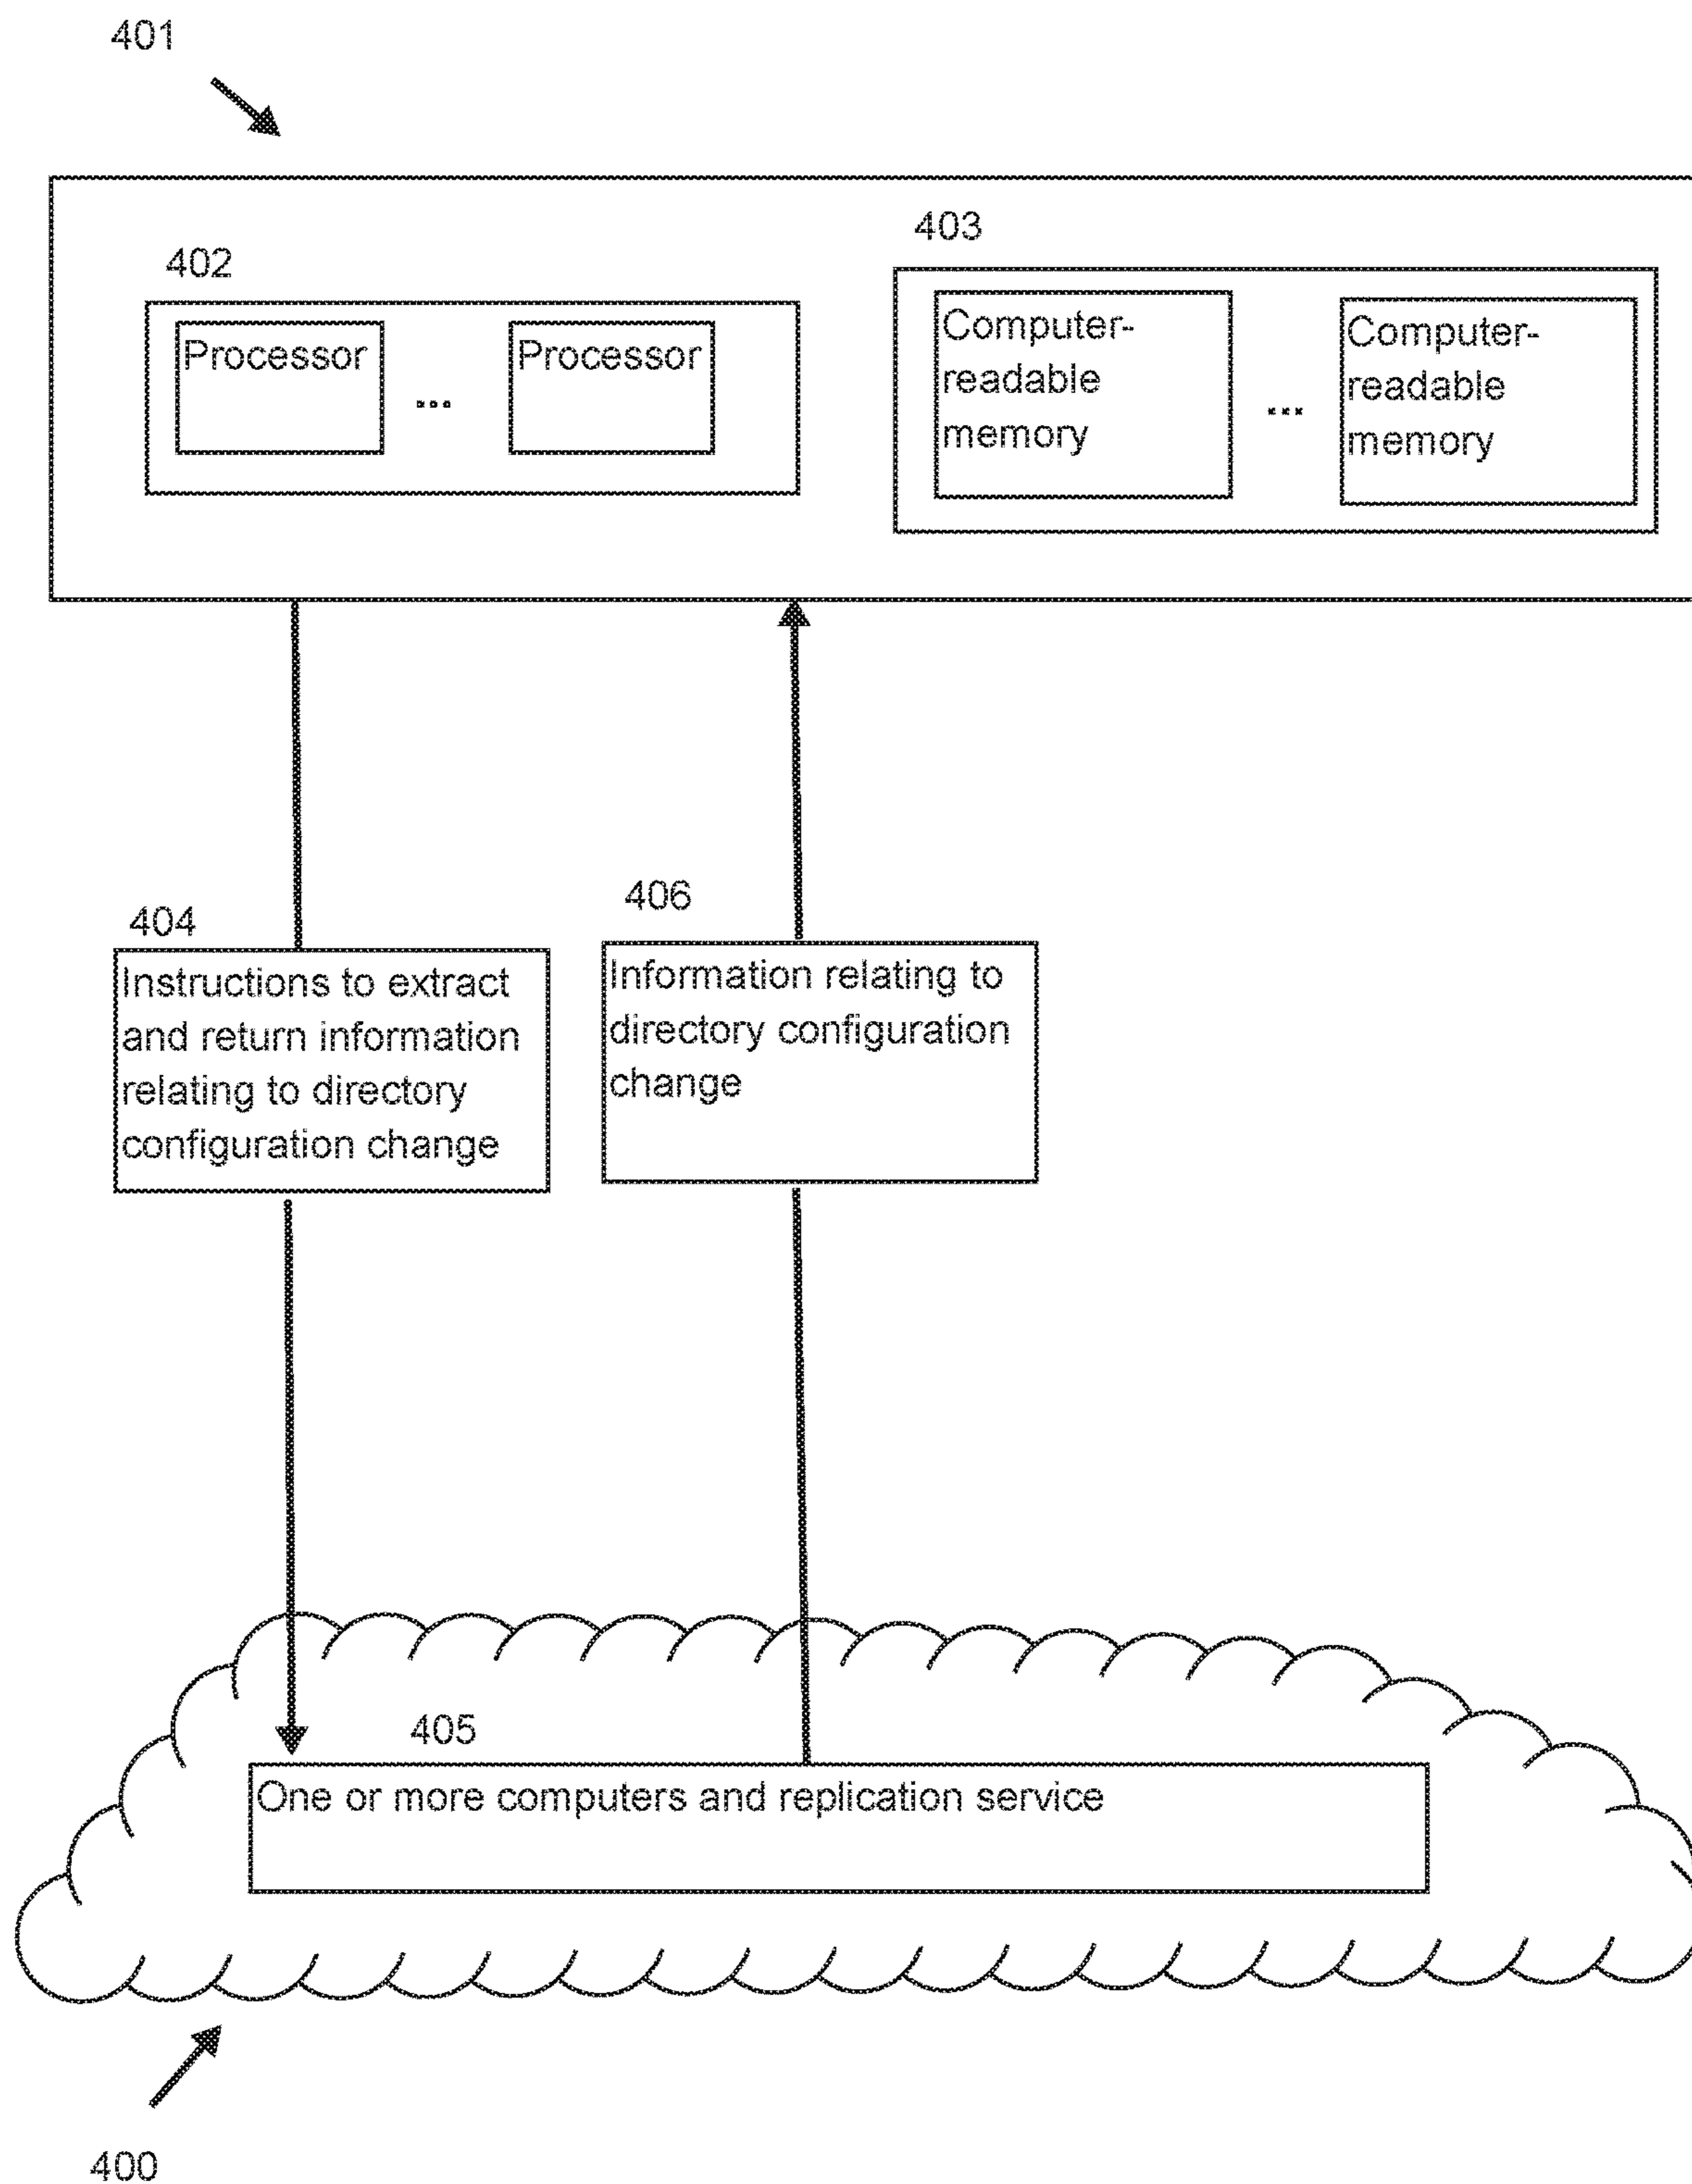 401
403
402
Processor
...
Processor
Computer-
readable
memory
...
Computer-
readable
memory
406
404
Instructions to extract
and return information
relating to directory
configuration change
Information relating to
directory configuration
change
405
One or more computers and replication service
400